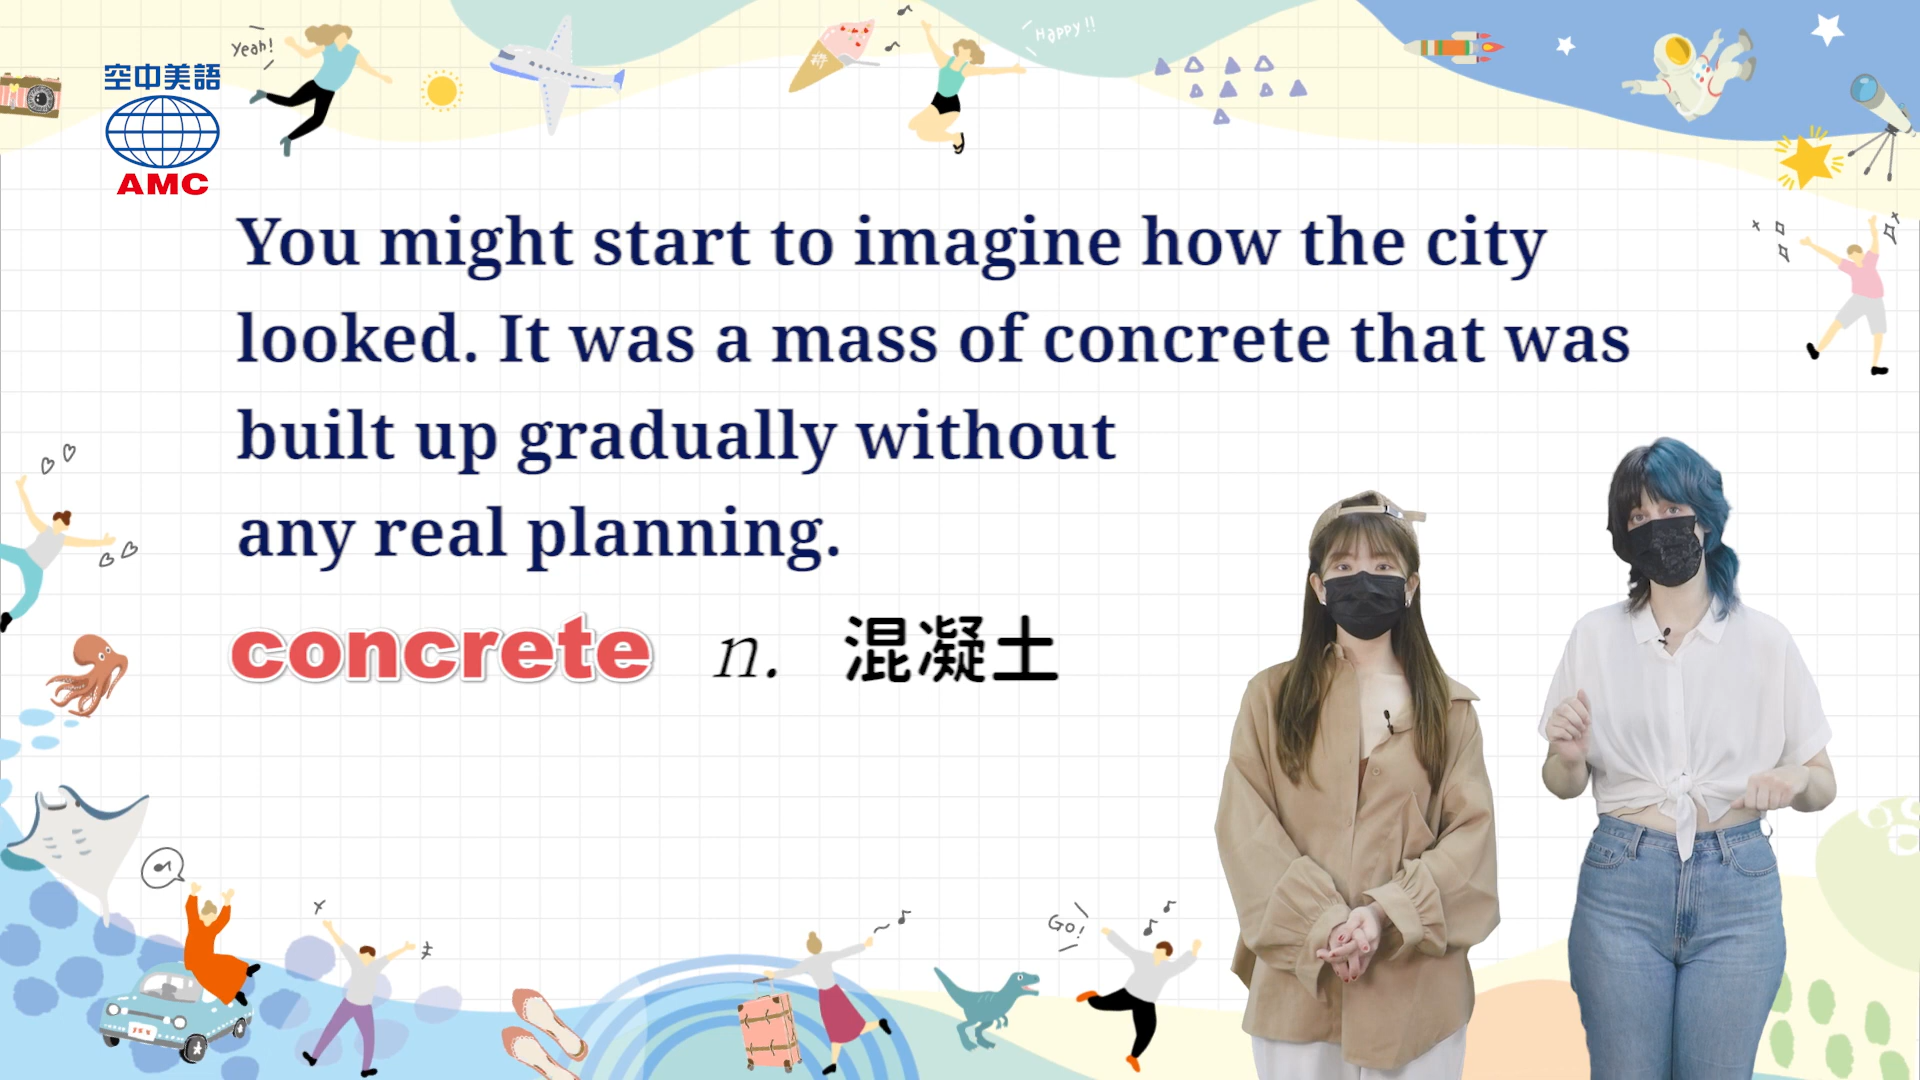 Yeah!
Happy!!
空中美語
AMC
You might start to imagine how the city
looked. It was a mass of concrete that was
built up gradually without
any real planning.
concrete n. 混凝土
Go!